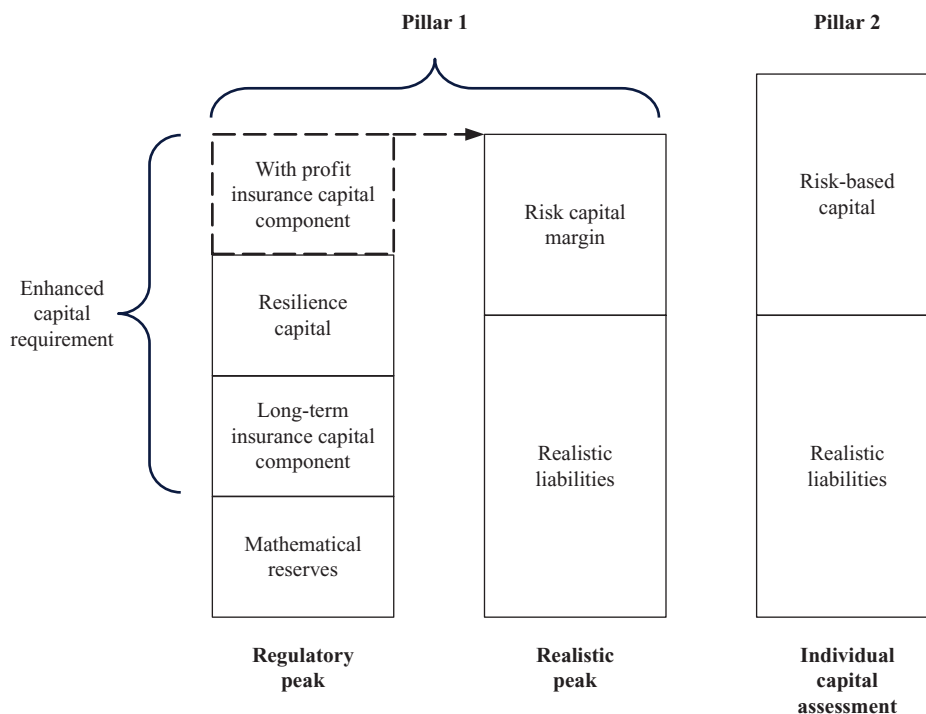 Pillar 1
Pillar 2
With profit
insurance capital
component
Risk capital
margin
Risk-based
capital
Enhanced
capital
requirement
Resilience
capital
Long-term
insurance capital
component
Realistic
liabilities
Realistic
liabilities
Mathematical
reserves
Regulatory
peak
Realistic
peak
Individual
capital
assessment